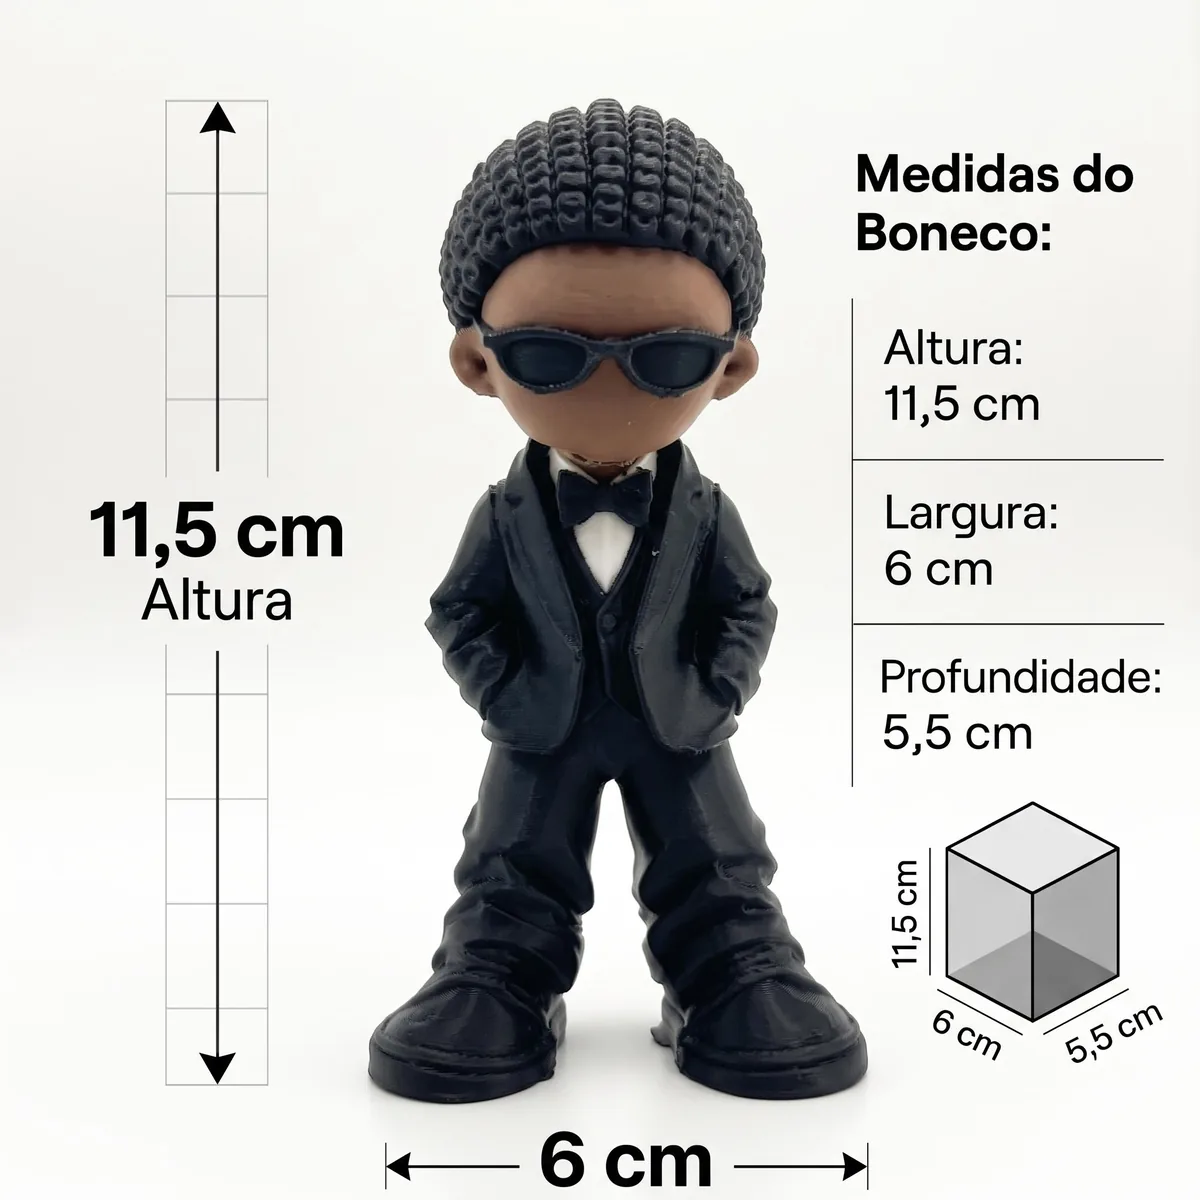 11,5 cm
Altura
Medidas do
Boneco:
Altura:
11,5 cm
Largura:
6 cm
Profundidade:
5,5 cm
11,5 cm
6 cm
5,5 cm
6 cm